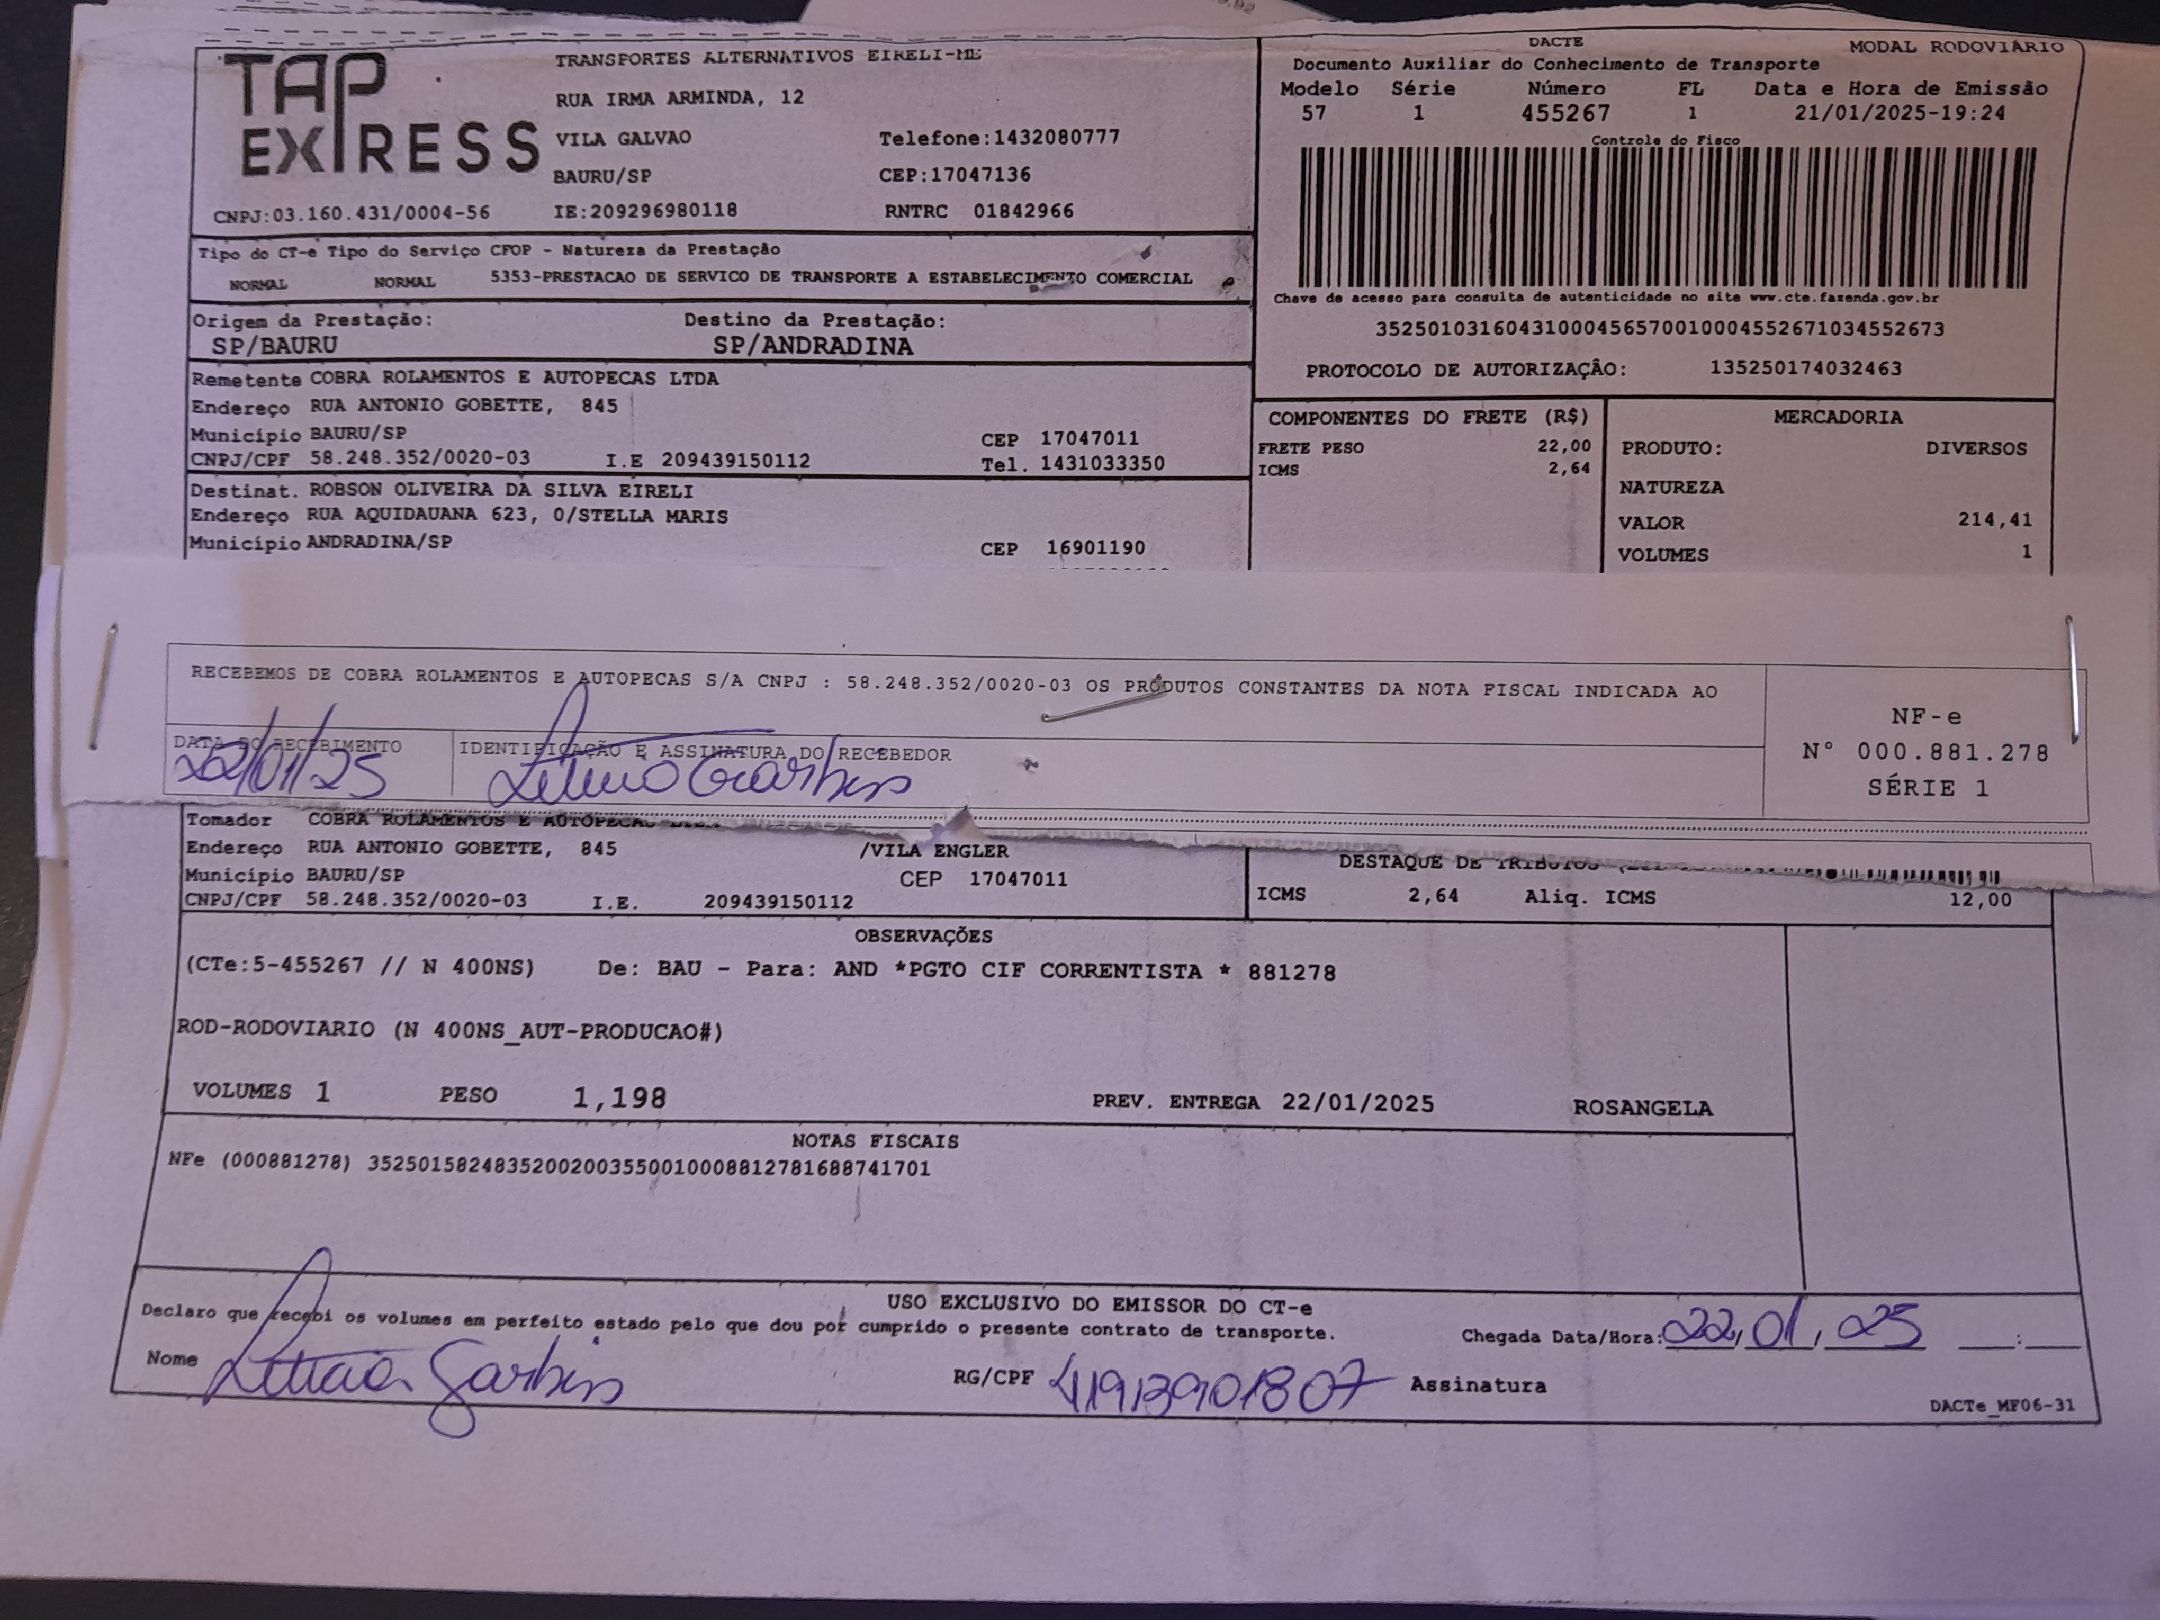 TAP EXPRESS
TRANSPORTES ALTERNATIVOS EIRELI-ME
RUA IRMA ARMINDA, 12
VILA GALVAO Telefone:1432080777
BAURU/SP CEP:17047136
CNPJ:03.160.431/0004-56 IE:209296980118 RNTRC 01842966
DACTE MODAL RODOVIÁRIO
Documento Auxiliar do Conhecimento de Transporte
Modelo Série Número FL Data e Hora de Emissão
57 1 455267 1 21/01/2025-19:24
Controle do Fisco
Chave de acesso para consulta de autenticidade no site www.cte.fazenda.gov.br
35250103160431000456570010004552671034552673
PROTOCOLO DE AUTORIZAÇÂO: 135250174032463
Tipo do CT-e Tipo do Serviço CFOP - Natureza da Prestação
NORMAL NORMAL 5353-PRESTACAO DE SERVICO DE TRANSPORTE A ESTABELECIMENTO COMERCIAL
Origem da Prestação: Destino da Prestação:
SP/BAURU SP/ANDRADINA
Remetente COBRA ROLAMENTOS E AUTOPECAS LTDA
Endereço RUA ANTONIO GOBETTE, 845
Município BAURU/SP CEP 17047011
CNPJ/CPF 58.248.352/0020-03 I.E 209439150112 Tel. 1431033350
Destinat. ROBSON OLIVEIRA DA SILVA EIRELI
Endereço RUA AQUIDAUANA 623, 0/STELLA MARIS
Município ANDRADINA/SP CEP 16901190
COMPONENTES DO FRETE (R$)
FRETE PESO 22,00
ICMS 2,64
MERCADORIA
PRODUTO: DIVERSOS
NATUREZA
VALOR 214,41
VOLUMES 1
RECEBEMOS DE COBRA ROLAMENTOS E AUTOPECAS S/A CNPJ : 58.248.352/0020-03 OS PRODUTOS CONSTANTES DA NOTA FISCAL INDICADA AO
DATA DO RECEBIMENTO IDENTIFICAÇÃO E ASSINATURA DO RECEBEDOR
22/01/25
NF-e
N° 000.881.278
SÉRIE 1
Tomador COBRA ROLAMENTOS E AUTOPECAS
Endereço RUA ANTONIO GOBETTE, 845 /VILA ENGLER
Município BAURU/SP CEP 17047011
CNPJ/CPF 58.248.352/0020-03 I.E. 209439150112
DESTAQUE DE TRIBUTOS
ICMS 2,64 Aliq. ICMS 12,00
OBSERVAÇÕES
(CTe:5-455267 // N 400NS) De: BAU - Para: AND *PGTO CIF CORRENTISTA * 881278
ROD-RODOVIARIO (N 400NS_AUT-PRODUCAO#)
VOLUMES 1 PESO 1,198 PREV. ENTREGA 22/01/2025 ROSANGELA
NOTAS FISCAIS
NFe (000881278) 35250158248352002003550010008812781688741701
USO EXCLUSIVO DO EMISSOR DO CT-e
Declaro que recebi os volumes em perfeito estado pelo que dou por cumprido o presente contrato de transporte.
Chegada Data/Hora: 22/01/25 :
Nome Leticia RG/CPF 41913901807 Assinatura
DACTe_MF06-31